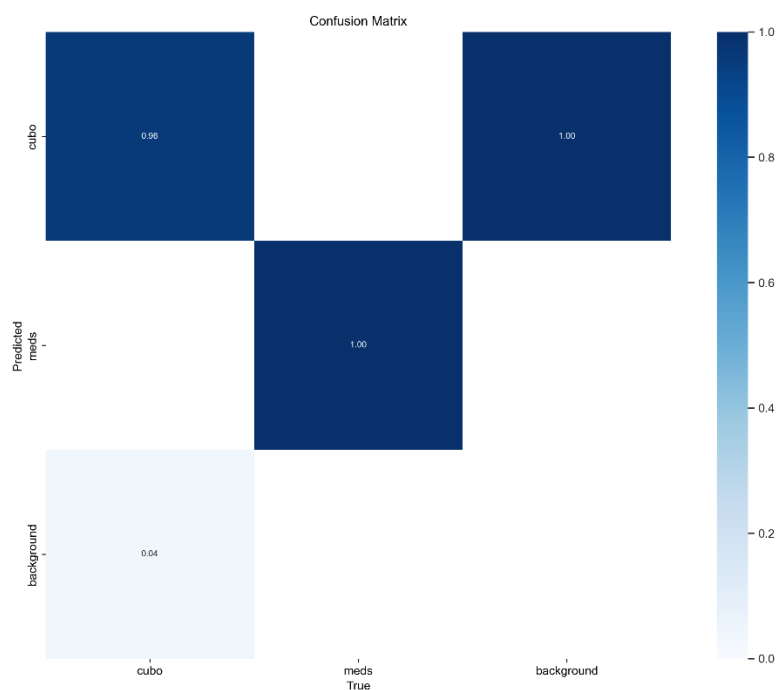 Confusion Matrix
1.0
cubo
0.96
1.00
0.8
0.6
Predicted
meds
1.00
0.4
0.2
background
0.04
0.0
cubo
meds
background
True